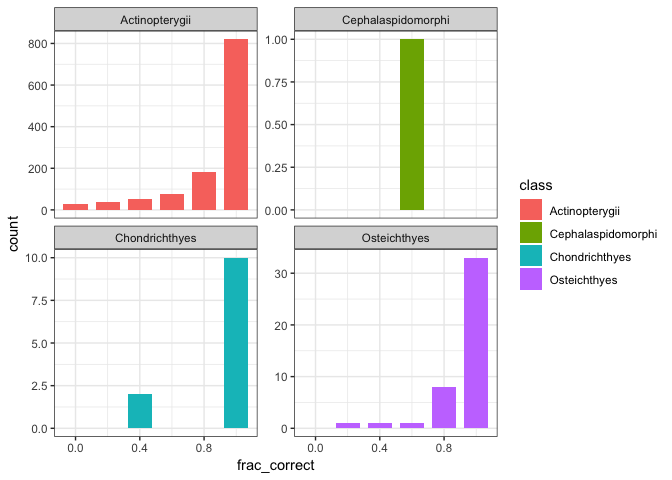 Actinopterygii
Cephalaspidomorphi
800
600
400
200
0
1.00
0.75
0.50
0.25
0.00
count
Chondrichthyes
Osteichthyes
10.0
7.5
5.0
2.5
0.0
30
20
10
0
0.0 0.4 0.8
0.0 0.4 0.8
frac_correct
class
Actinopterygii
Cephalaspidomorphi
Chondrichthyes
Osteichthyes